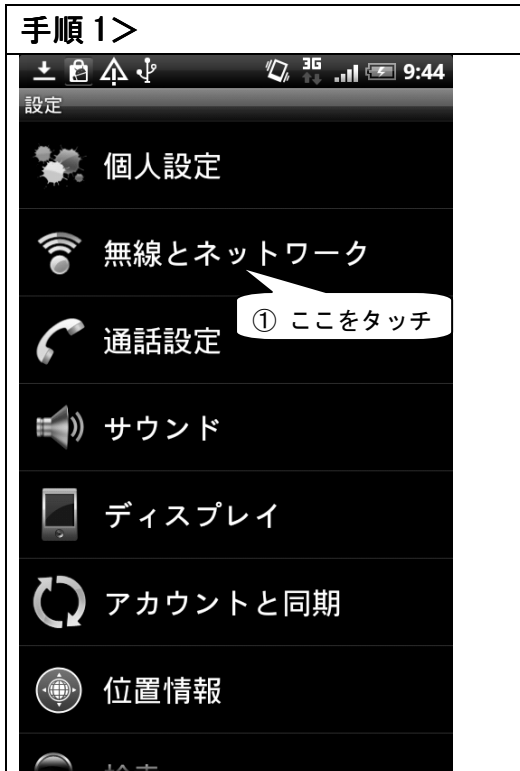 手順1＞
3G 9:44
設定
個人設定
無線とネットワーク
① ここをタッチ
通話設定
サウンド
ディスプレイ
アカウントと同期
位置情報